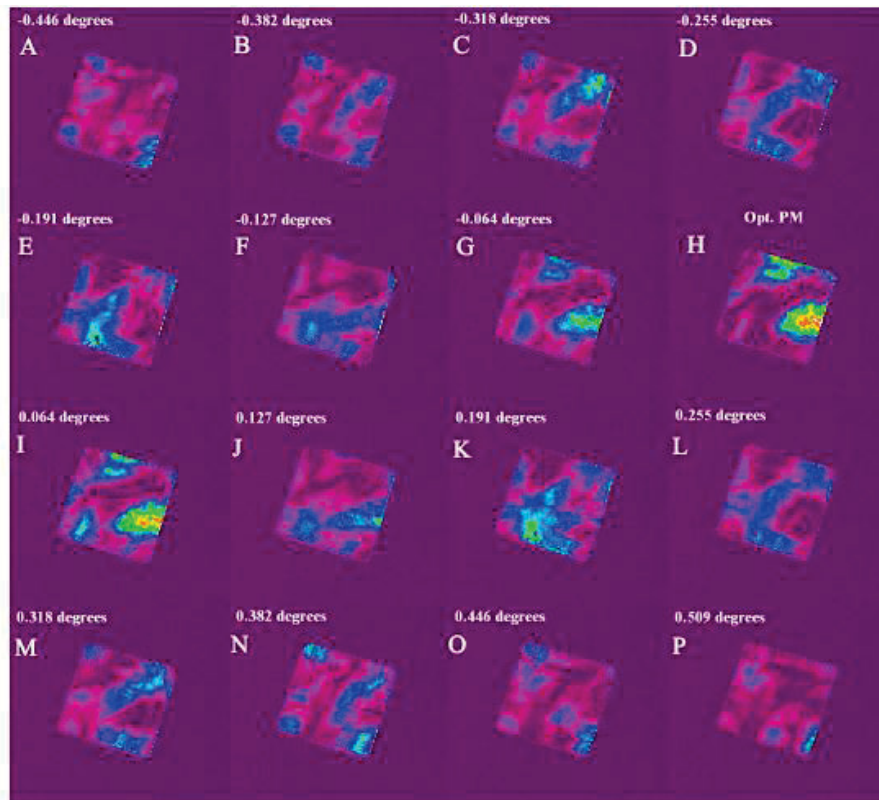 -0.446 degrees -0.382 degrees -0.318 degrees -0.255 degrees
A B C D
-0.191 degrees -0.127 degrees -0.064 degrees Opt. PM
E F G H
0.064 degrees 0.127 degrees 0.191 degrees 0.255 degrees
I J K L
0.318 degrees 0.382 degrees 0.446 degrees 0.509 degrees
M N O P